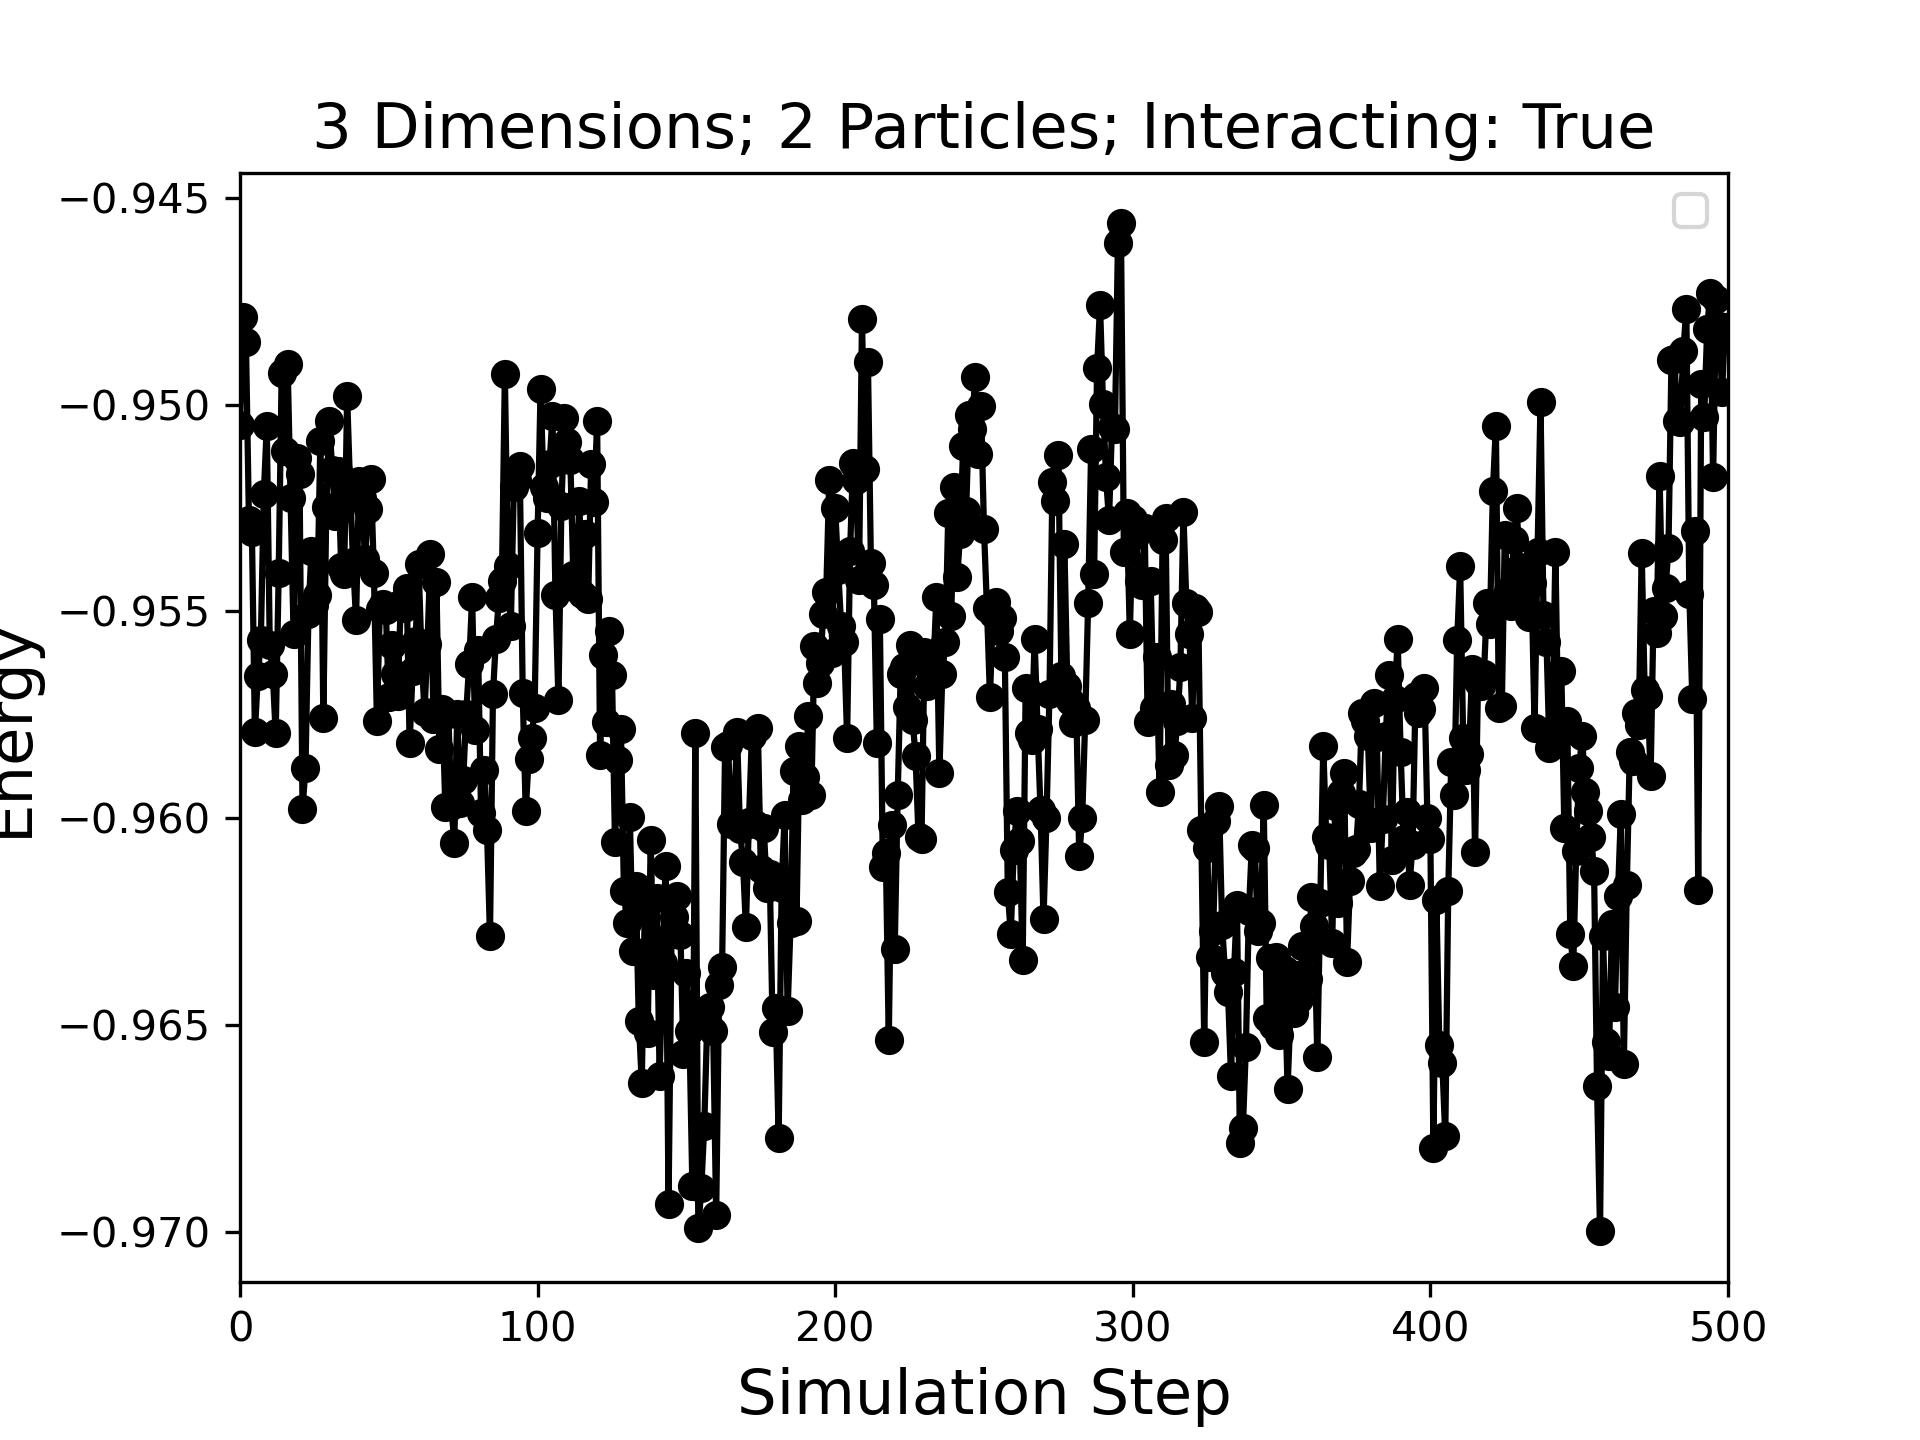 3 Dimensions; 2 Particles; Interacting: True
−0.945
−0.950
−0.955
−0.960
−0.965
−0.970
Energy
0 100 200 300 400 500
Simulation Step